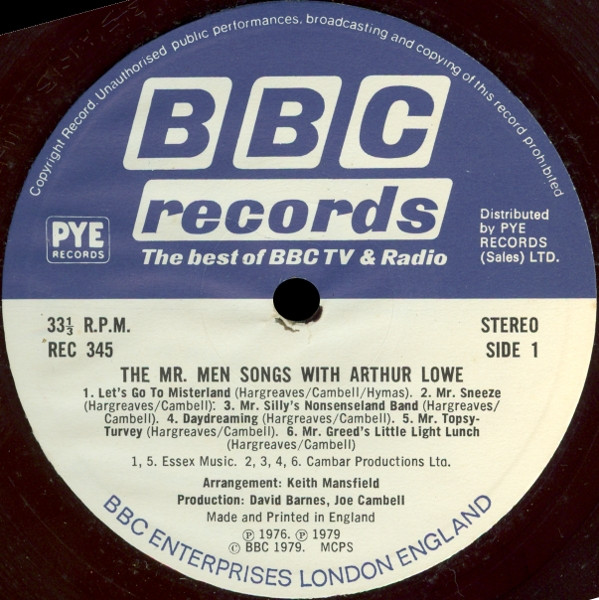 Copyright Record. Unauthorised public performances, broadcasting and copying of this record prohibited
BBC
records
The best of BBC TV & Radio
PYE
RECORDS
Distributed
by PYE
RECORDS
(Sales) LTD.
33⅓ R.P.M.
REC 345
STEREO
SIDE 1
THE MR. MEN SONGS WITH ARTHUR LOWE
1. Let's Go To Misterland (Hargreaves/Cambell/Hymas). 2. Mr. Sneeze
(Hargreaves/Cambell): 3. Mr. Silly's Nonsenseland Band (Hargreaves/
Cambell). 4. Daydreaming (Hargreaves/Cambell). 5. Mr. Topsy-
Turvey (Hargreaves/Cambell). 6. Mr. Greed's Little Light Lunch
(Hargreaves/Cambell)
1, 5. Essex Music. 2, 3, 4, 6. Cambar Productions Ltd.
Arrangement: Keith Mansfield
Production: David Barnes, Joe Cambell
Made and Printed in England
℗ 1976. ℗ 1979
© BBC 1979. MCPS
BBC ENTERPRISES LONDON ENGLAND